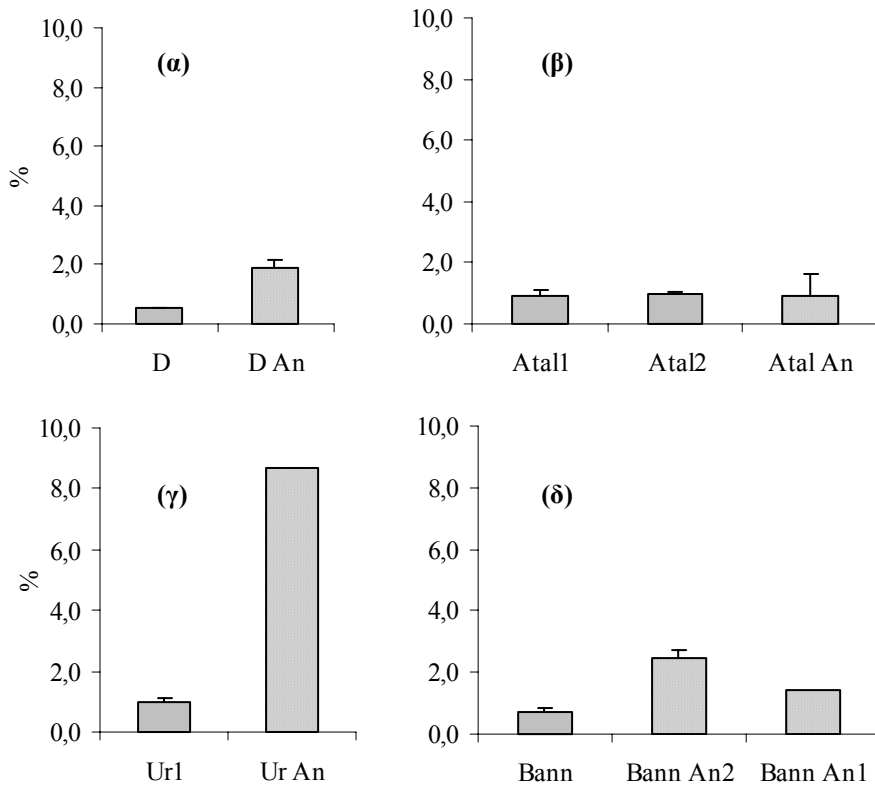 10,0
8,0
6,0
4,0
2,0
0,0
%
(α)
D
D An
10,0
8,0
6,0
4,0
2,0
0,0
(β)
Atal1
Atal2
Atal An
10,0
8,0
6,0
4,0
2,0
0,0
%
(γ)
Ur1
Ur An
10,0
8,0
6,0
4,0
2,0
0,0
(δ)
Bann
Bann An2
Bann An1